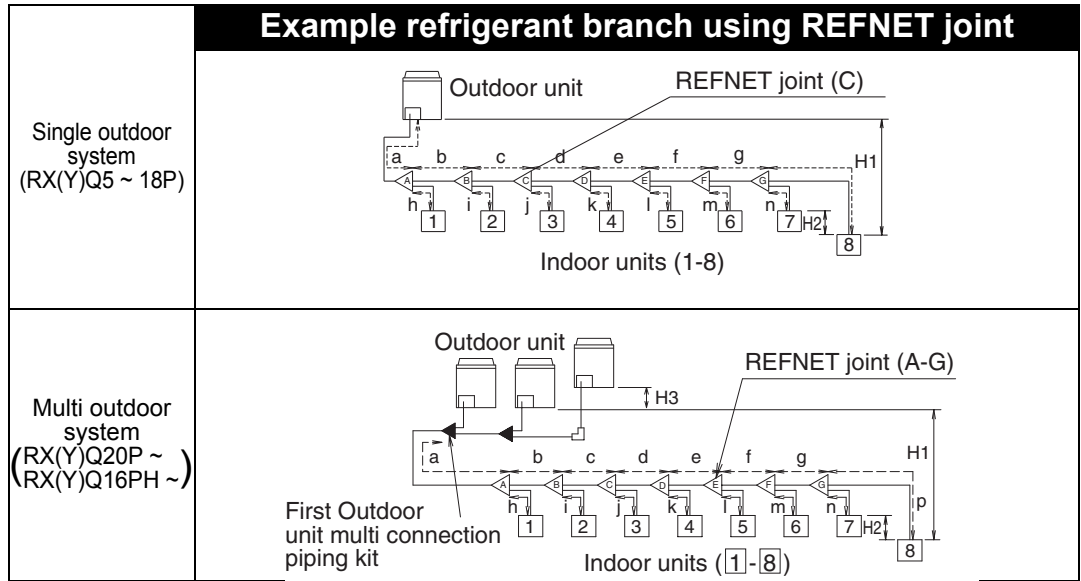 Example refrigerant branch using REFNET joint
Single outdoor
system
(RX(Y)Q5 ~ 18P)
Outdoor unit
REFNET joint (C)
a b c d e f g
H1
A B C D E F G
h i j k l m n
1 2 3 4 5 6 7 H2
8
Indoor units (1-8)
Multi outdoor
system
(RX(Y)Q20P ~
RX(Y)Q16PH ~)
Outdoor unit
REFNET joint (A-G)
H3
H1
a b c d e f g
A B C D E F G
h i j k l m n p
1 2 3 4 5 6 7 H2
8
First Outdoor
unit multi connection
piping kit
Indoor units (1-8)